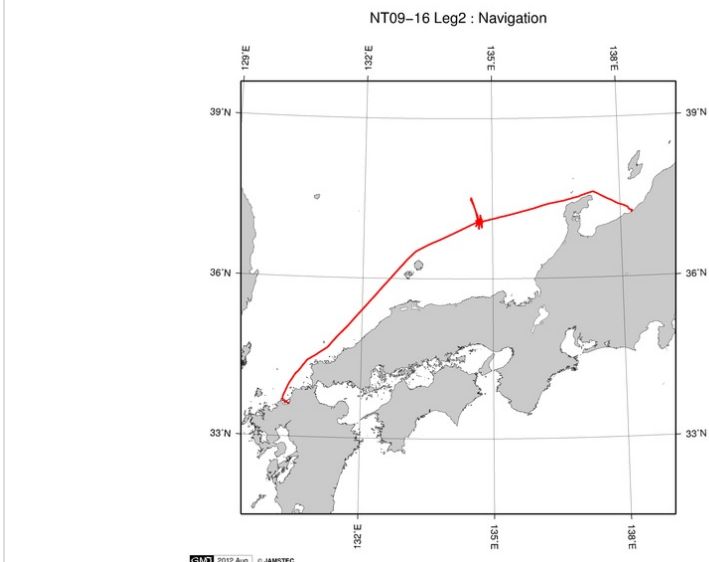 NT09−16 Leg2 : Navigation
129˚E
132˚E
135˚E
138˚E
39˚N
39˚N
36˚N
36˚N
33˚N
33˚N
132˚E
135˚E
138˚E
GMD 2012 Aug © JAMSTEC